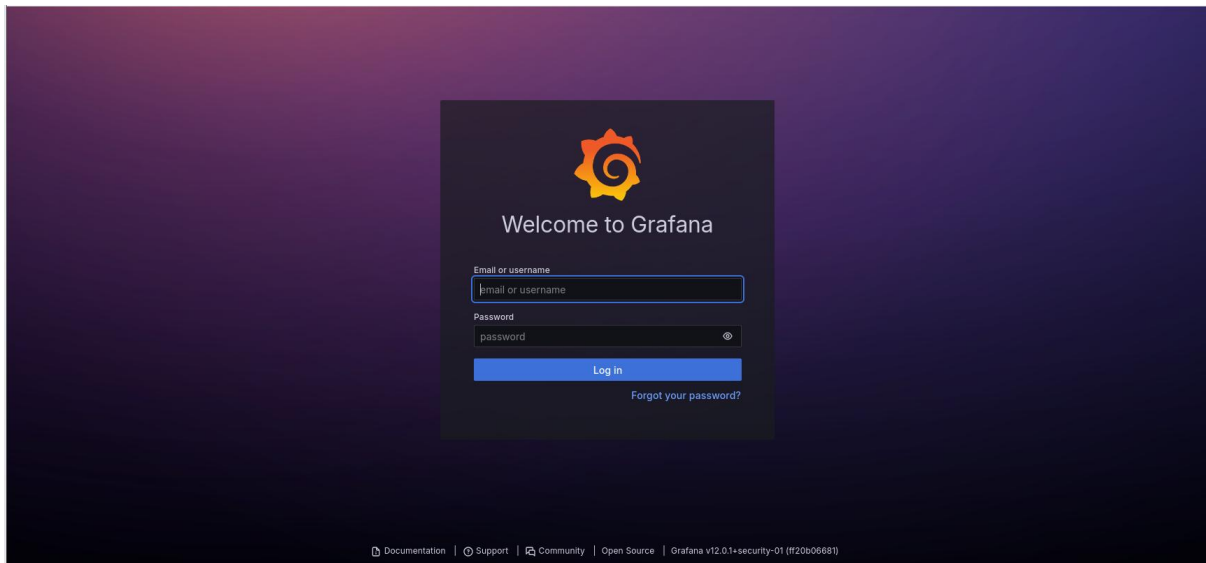 Welcome to Grafana
Email or username
email or username
Password
password
Log in
Forgot your password?
Documentation | Support | Community | Open Source | Grafana v12.0.1+security-01 (ff20b06681)